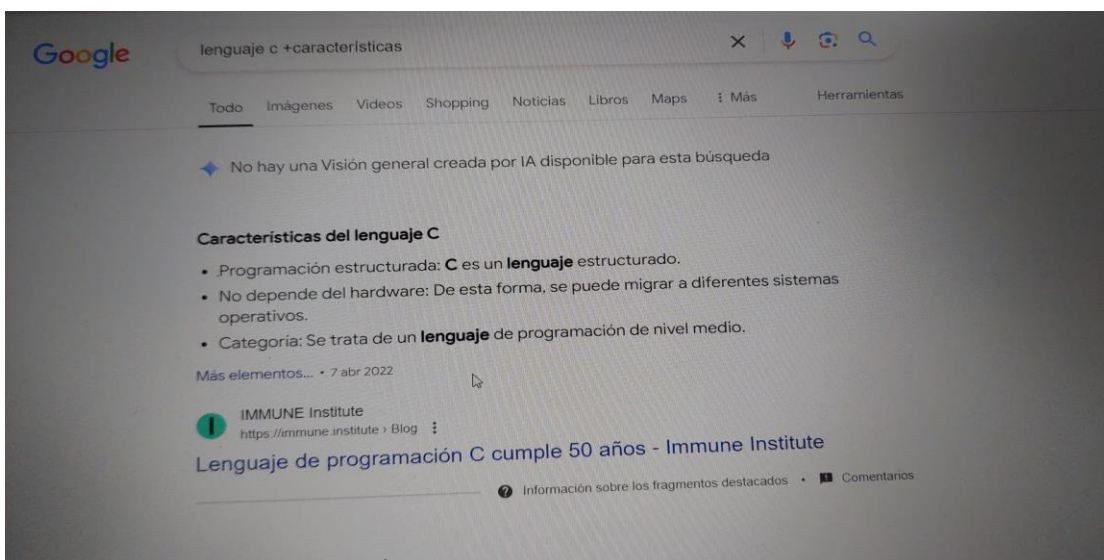 Google
lenguaje c +características
Todo Imágenes Videos Shopping Noticias Libros Maps Más Herramientas
No hay una Visión general creada por IA disponible para esta búsqueda
Características del lenguaje C
• Programación estructurada: C es un lenguaje estructurado.
• No depende del hardware: De esta forma, se puede migrar a diferentes sistemas
operativos.
• Categoría: Se trata de un lenguaje de programación de nivel medio.
Más elementos... • 7 abr 2022
I
IMMUNE Institute
https://immune.institute › Blog
Lenguaje de programación C cumple 50 años - Immune Institute
Información sobre los fragmentos destacados • Comentarios